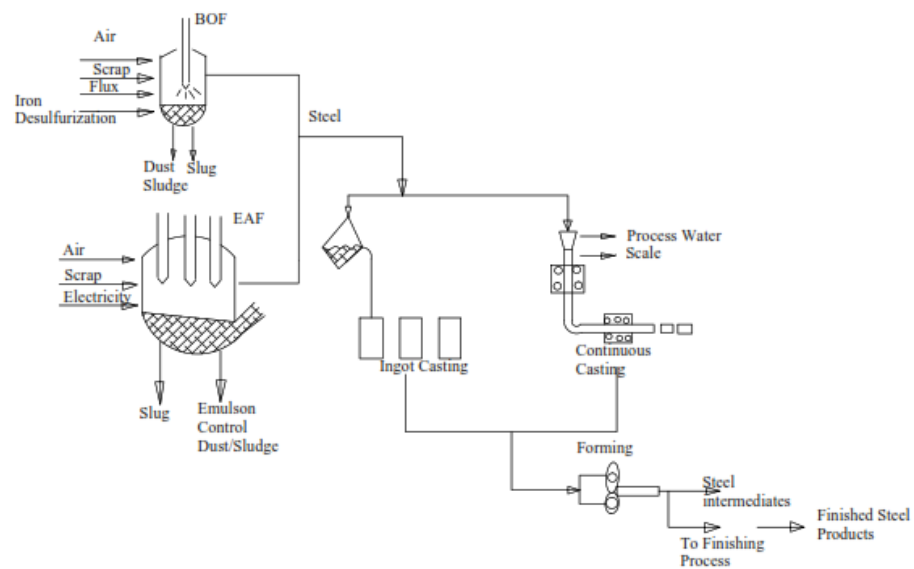 BOF
Air
Scrap
Flux
Iron
Desulfurization
Dust
Sludge
Slug
Steel
EAF
Air
Scrap
Electricity
Slug
Emulson
Control
Dust/Sludge
Process Water
Scale
Ingot Casting
Continuous
Casting
Forming
Steel
intermediates
To Finishing
Process
Finished Steel
Products